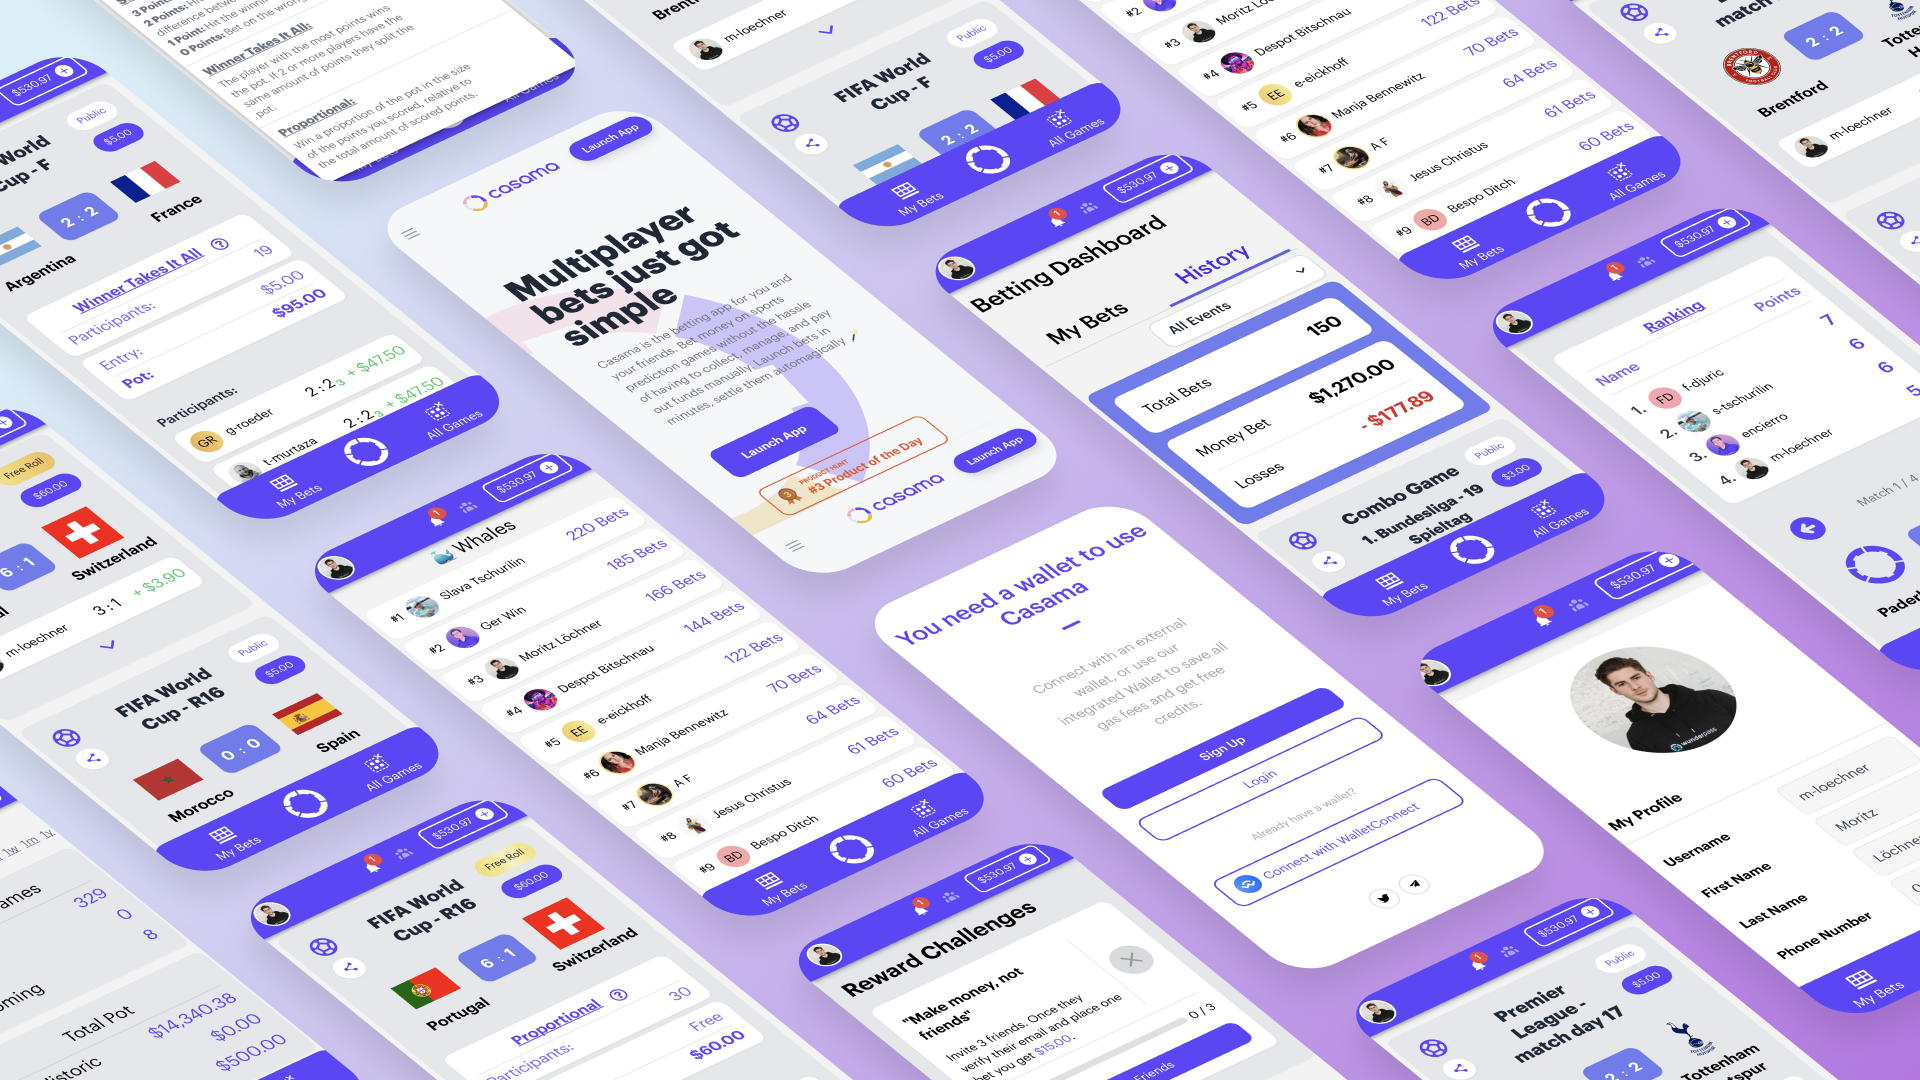 2 Points:
difference betw
1 Point: Hit the winnin
0 Points: Bet on the wrong
Winner Takes It All:
The player with the most points wins
the pot. If 2 or more players have the
same amount of points they split the
pot.
Proportional:
Win a proportion of the pot in the size
of the points you scored, relative to
the total amount of scored points.
$530.97
World
Cup - F
Public
$5.00
2 : 2
France
Argentina
Winner Takes It All
Participants:
19
Entry:
$5.00
Pot:
$95.00
Participants:
GR
g-roeder
2 : 2
3
+ $47.50
t-murtaza
2 : 2
3
+ $47.50
My Bets
All Games
Free Roll
$60.00
6 : 1
Switzerland
m-loechner
3 : 1
+ $3.90
FIFA World
Cup - R16
Public
$5.00
0 : 0
Spain
Morocco
My Bets
All Games
1w 1m 1y
329
0
8
Total Pot
$14,340.38
$0.00
$500.00
casama
Launch App
Multiplayer
bets just got
simple
Casama is the betting app for you and
your friends. Bet money on sports
prediction games without the hassle
of having to collect, manage, and pay
out funds manually. Launch bets in
minutes, settle them automagically
Launch App
PRODUCT HUNT
#3 Product of the Day
casama
Launch App
1
$530.97
Whales
#1
Slava Tschurilin
220 Bets
#2
Ger Win
185 Bets
#3
Moritz Löchner
166 Bets
#4
Despot Bitschnau
144 Bets
#5
EE
e-eickhoff
122 Bets
#6
Manja Bennewitz
70 Bets
#7
A F
64 Bets
#8
Jesus Christus
61 Bets
#9
BD
Bespo Ditch
60 Bets
My Bets
All Games
1
$530.97
FIFA World
Cup - R16
Free Roll
$60.00
6 : 1
Switzerland
Portugal
Proportional
Participants:
30
Free
$60.00
Brentford
m-loechner
FIFA World
Cup - F
Public
$5.00
2 : 2
My Bets
All Games
1
$530.97
Betting Dashboard
My Bets
History
All Events
Total Bets
150
Money Bet
$1,270.00
Losses
- $177.89
Combo Game
1. Bundesliga - 19
Spieltag
Public
$3.00
My Bets
All Games
You need a wallet to use
Casama
Connect with an external
wallet, or use our
integrated Wallet to save all
gas fees and get free
credits.
Sign Up
Login
Already have a wallet?
Connect with WalletConnect
1
$530.97
Reward Challenges
"Make money, not
friends"
Invite 3 friends. Once they
verify their email and place one
bet you get $15.00.
0 / 3
Friends
#2
#3
#4
Despot Bitschnau
122 Bets
#5
EE
e-eickhoff
70 Bets
#6
Manja Bennewitz
64 Bets
#7
A F
61 Bets
#8
Jesus Christus
60 Bets
#9
BD
Bespo Ditch
My Bets
All Games
1
$530.97
Ranking
Name
Points
1.
FD
f-djuric
7
2.
s-tschurilin
6
3.
encierro
6
4.
m-loechner
5
Match 1 / 4
match
2 : 2
BRENTFORD
Brentford
m-loechner
1
$530.97
wunderpass
My Profile
Username
m-loechner
First Name
Moritz
Last Name
Phone Number
My Bets
1
$530.97
Premier
League -
match day 17
Public
$5.00
2 : 2
Tottenham